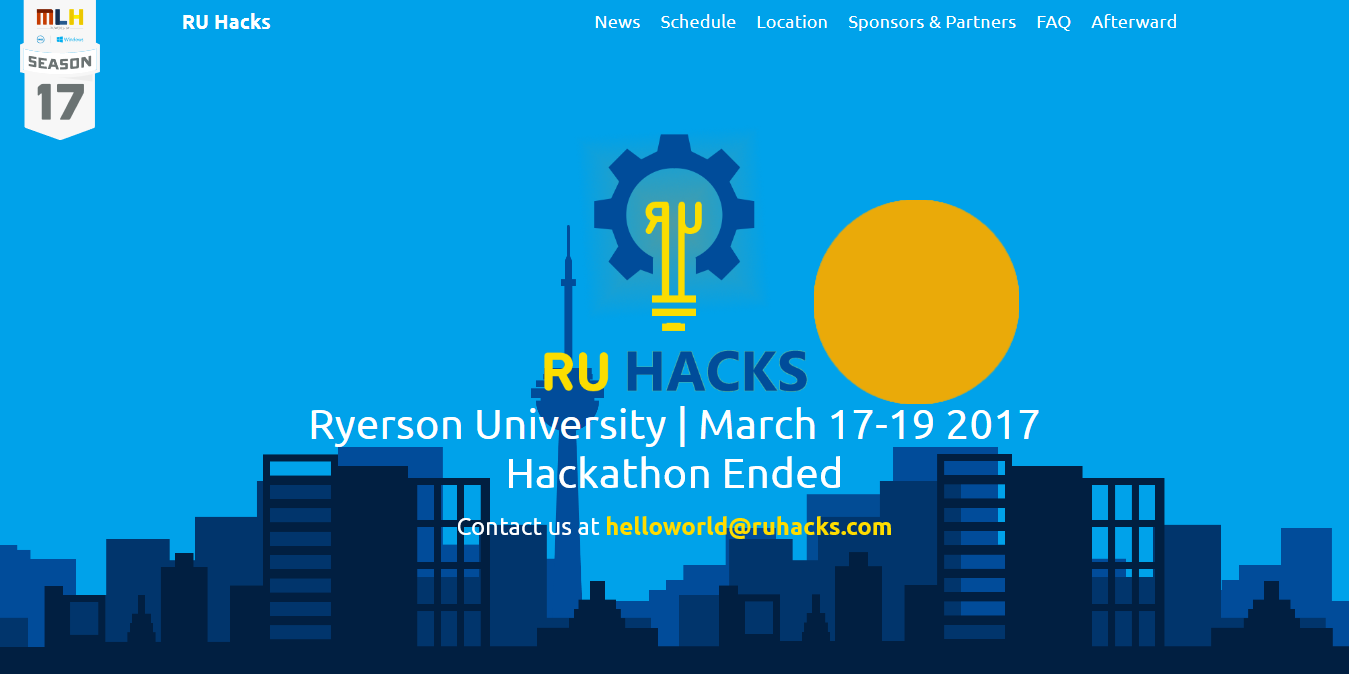 MLH
Windows
SEASON
17
RU Hacks
News Schedule Location Sponsors & Partners FAQ Afterward
RU
RU HACKS
Ryerson University | March 17-19 2017
Hackathon Ended
Contact us at helloworld@ruhacks.com